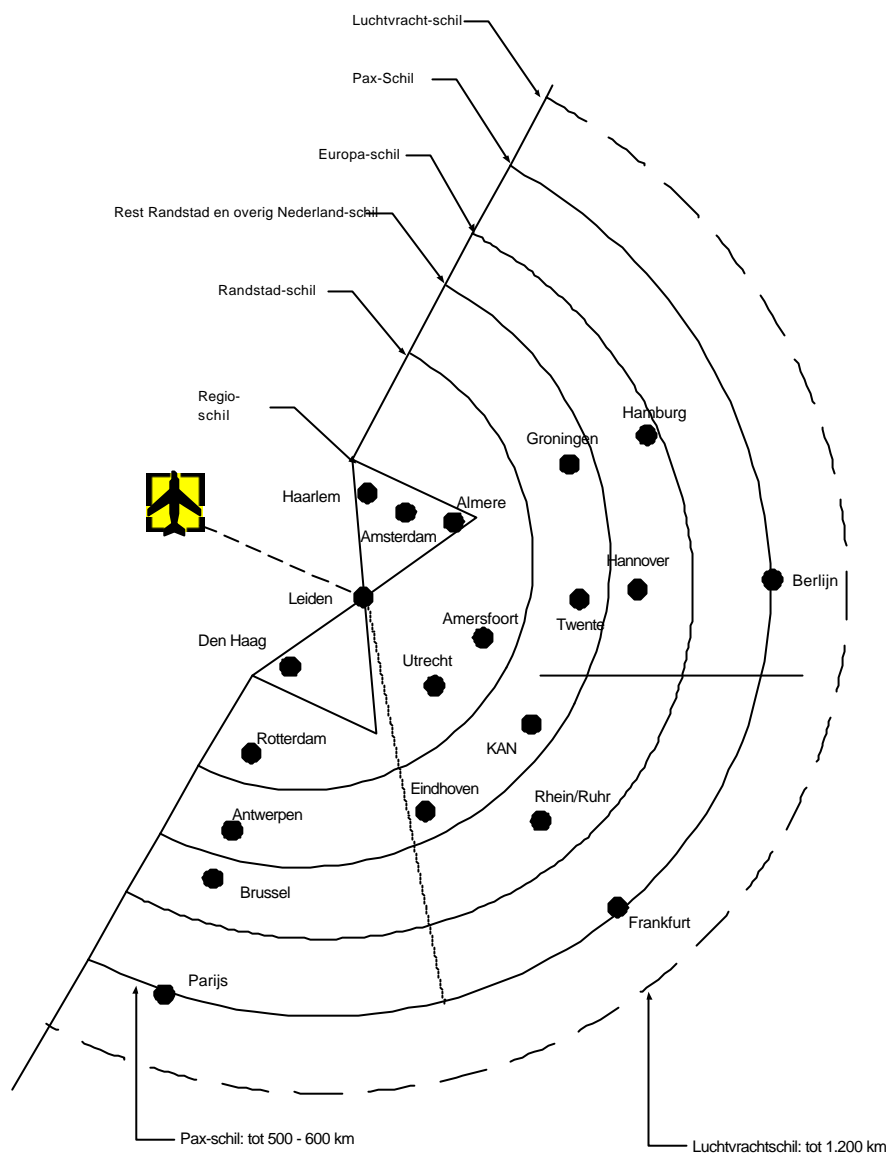 Luchtvracht-schil
Pax-Schil
Europa-schil
Rest Randstad en overig Nederland-schil
Randstad-schil
Regio-
schil
Hamburg
Groningen
Haarlem
Almere
Amsterdam
Hannover
Berlijn
Leiden
Twente
Amersfoort
Den Haag
Utrecht
Rotterdam
KAN
Eindhoven
Rhein/Ruhr
Antwerpen
Brussel
Frankfurt
Parijs
Pax-schil: tot 500 - 600 km
Luchtvrachtschil: tot 1.200 km